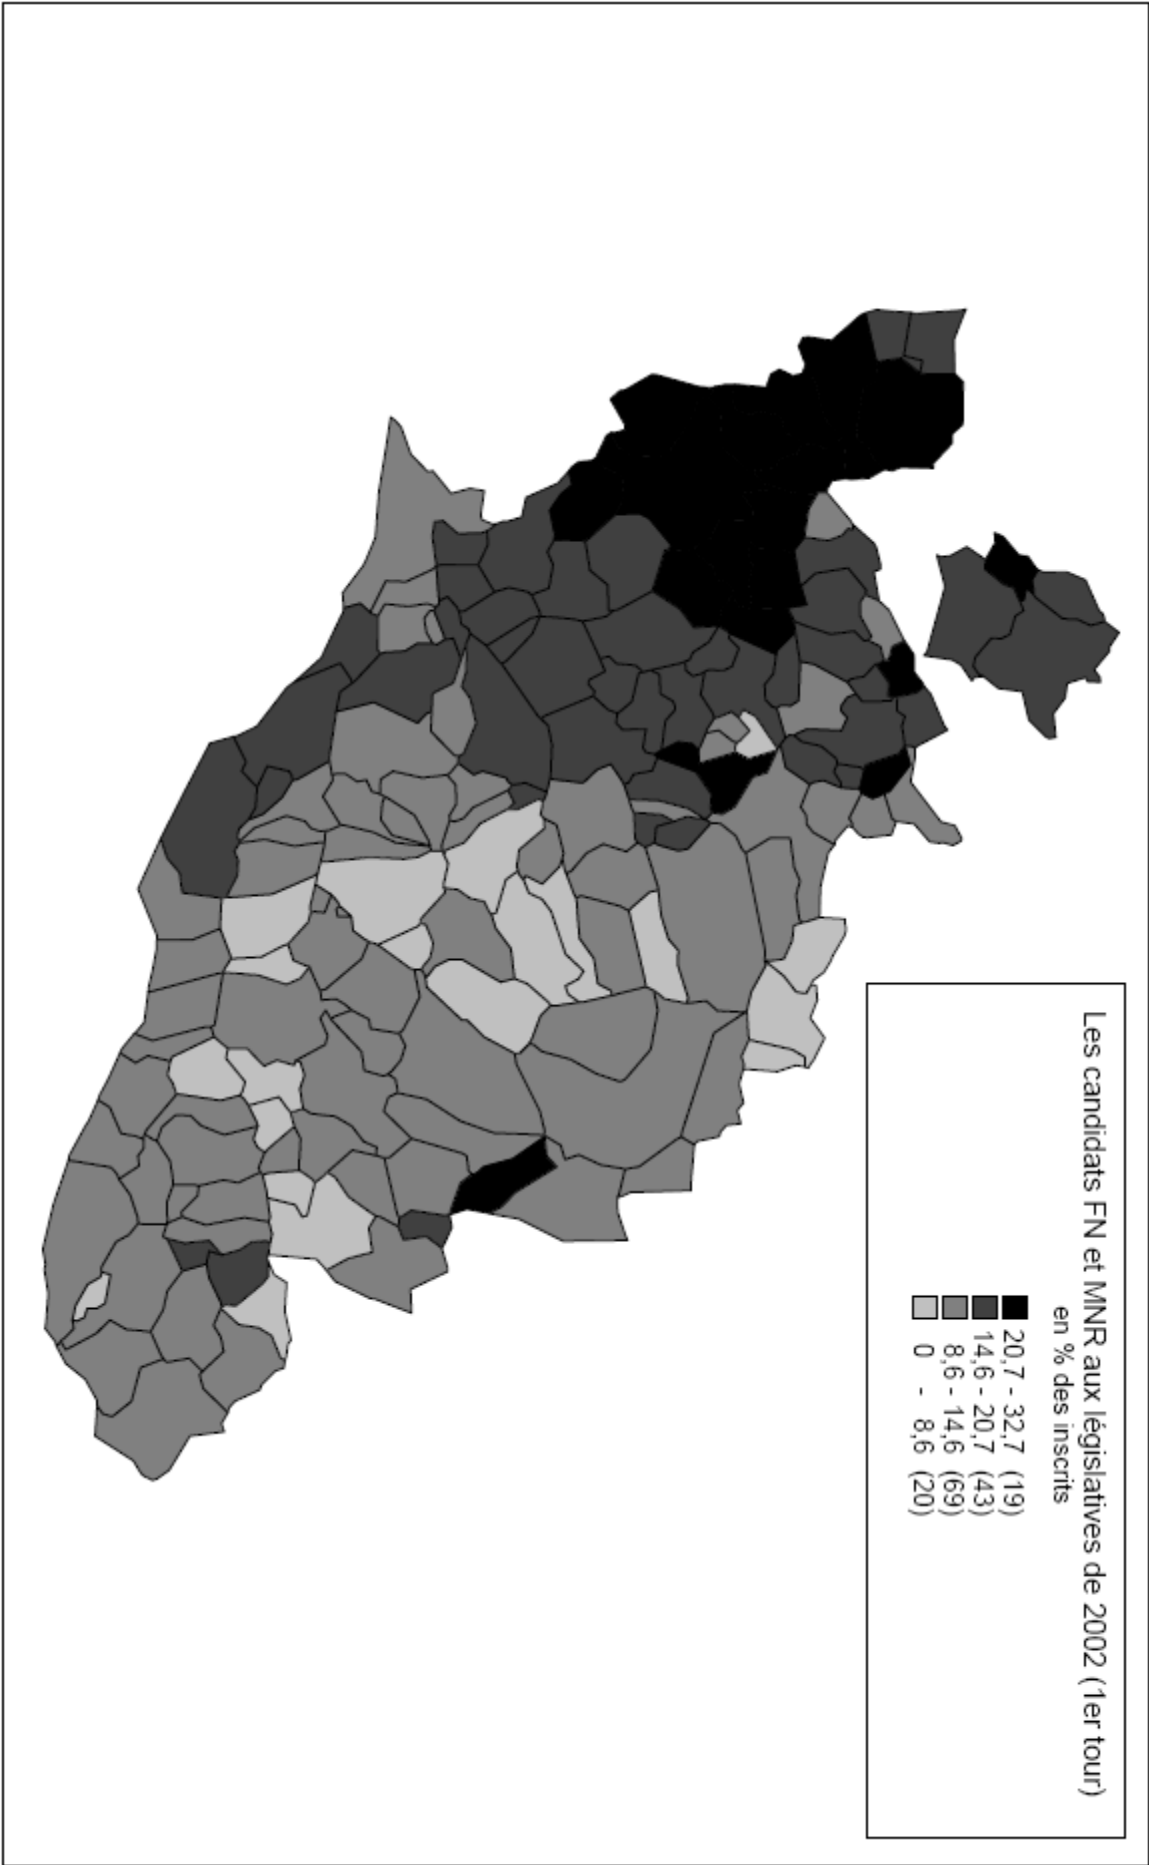 Les candidats FN et MNR aux législatives de 2002 (1er tour)
en % des inscrits
20,7 - 32,7 (19)
14,6 - 20,7 (43)
8,6 - 14,6 (69)
0 - 8,6 (20)